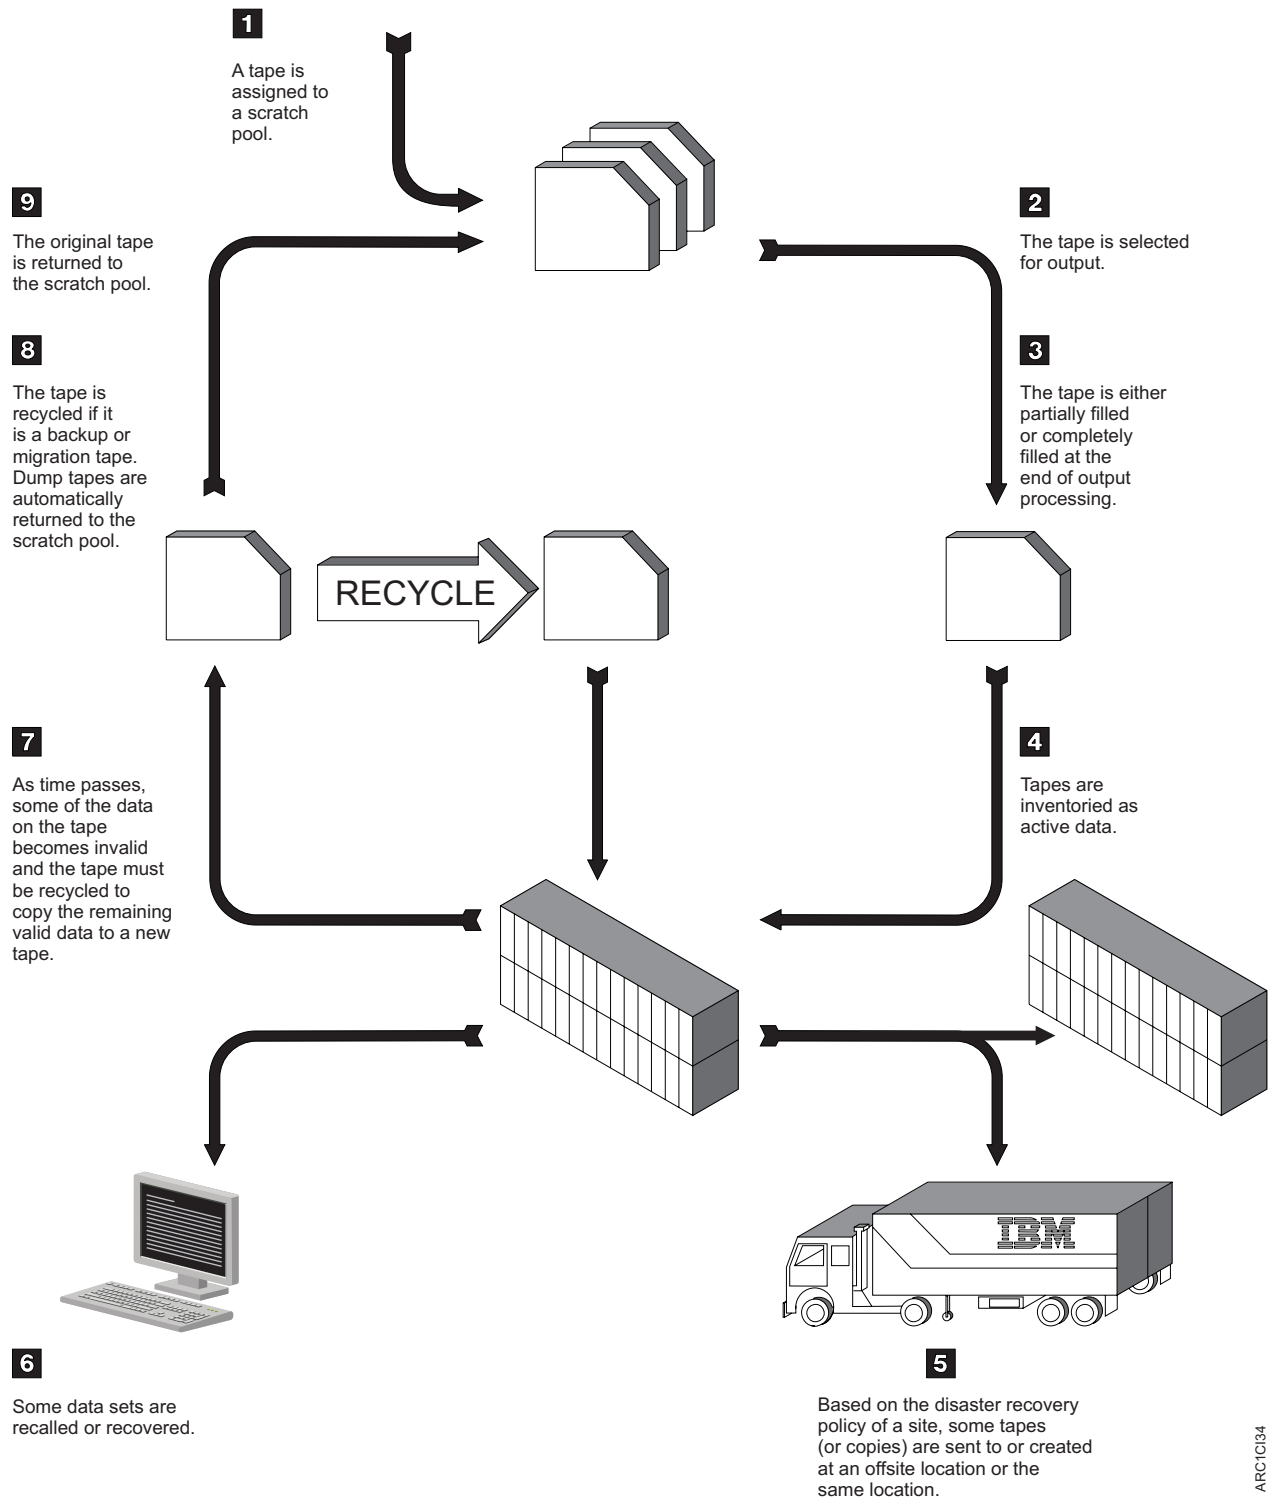 1
A tape is
assigned to
a scratch
pool.
2
The tape is selected
for output.
3
The tape is either
partially filled
or completely
filled at the
end of output
processing.
4
Tapes are
inventoried as
active data.
5
Based on the disaster recovery
policy of a site, some tapes
(or copies) are sent to or created
at an offsite location or the
same location.
6
Some data sets are
recalled or recovered.
7
As time passes,
some of the data
on the tape
becomes invalid
and the tape must
be recycled to
copy the remaining
valid data to a new
tape.
8
The tape is
recycled if it
is a backup or
migration tape.
Dump tapes are
automatically
returned to the
scratch pool.
9
The original tape
is returned to
the scratch pool.
RECYCLE
IBM
ARC1CI34